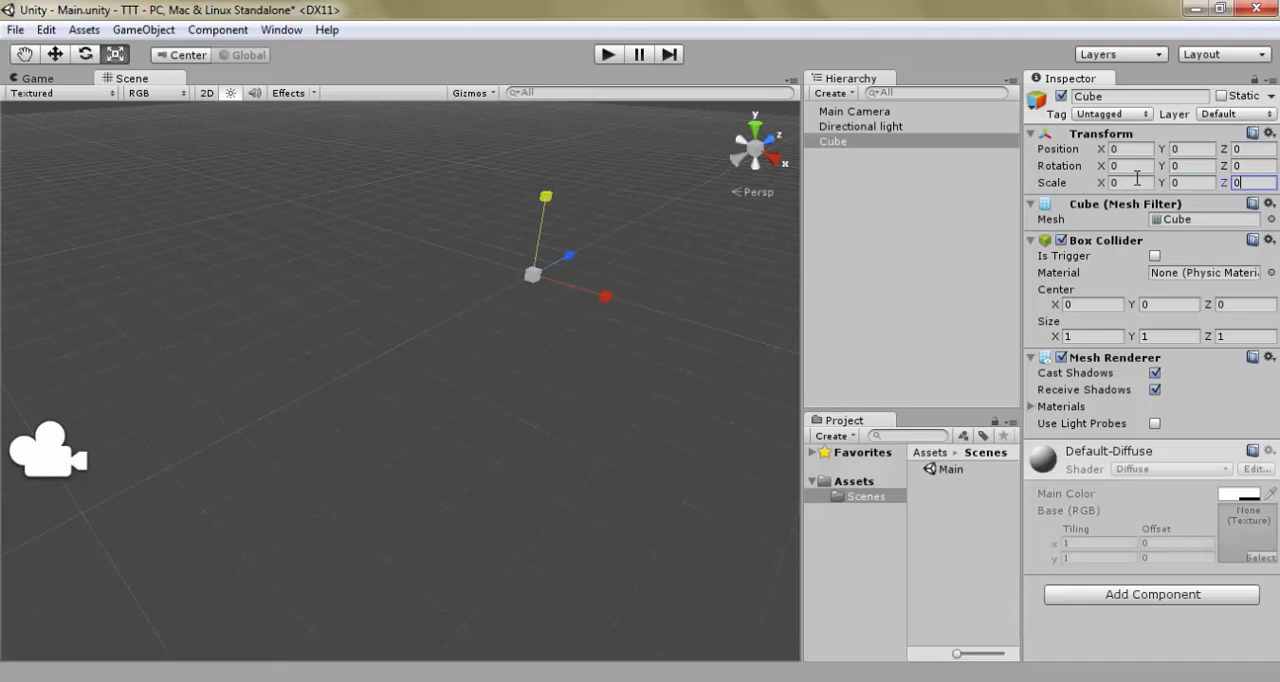 Unity - Main.unity - TTT - PC, Mac & Linux Standalone* <DX11>
File Edit Assets GameObject Component Window Help
Center Global Layers Layout
Game Scene
Textured RGB 2D Effects Gizmos All
y
z
x
Persp
Hierarchy
Create All
Main Camera
Directional light
Cube
Project
Create
Favorites
Assets
Scenes
Assets Scenes
Main
Inspector
Cube Static
Tag Untagged Layer Default
Transform
Position X 0 Y 0 Z 0
Rotation X 0 Y 0 Z 0
Scale X 0 Y 0 Z 0
Cube (Mesh Filter)
Mesh Cube
Box Collider
Is Trigger
Material None (Physic Materi
Center
X 0 Y 0 Z 0
Size
X 1 Y 1 Z 1
Mesh Renderer
Cast Shadows
Receive Shadows
Materials
Use Light Probes
Default-Diffuse
Shader Diffuse Edit...
Main Color
Base (RGB)
None
(Texture)
Tiling Offset
x 1 0
y 1 0
Select
Add Component